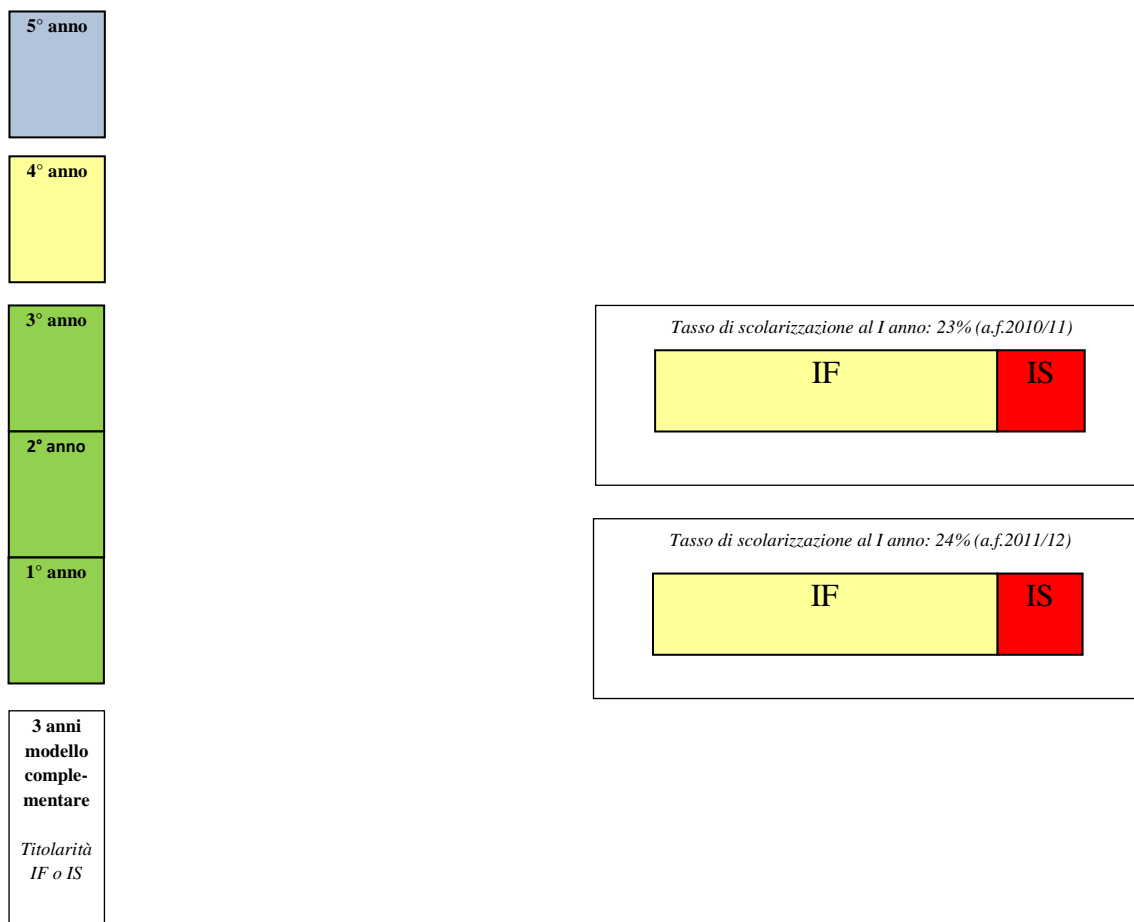 5° anno
4° anno
3° anno
2° anno
1° anno
3 anni
modello
comple-
mentare
Titolarità
IF o IS
Tasso di scolarizzazione al I anno: 23% (a.f.2010/11)
IF IS
Tasso di scolarizzazione al I anno: 24% (a.f.2011/12)
IF IS